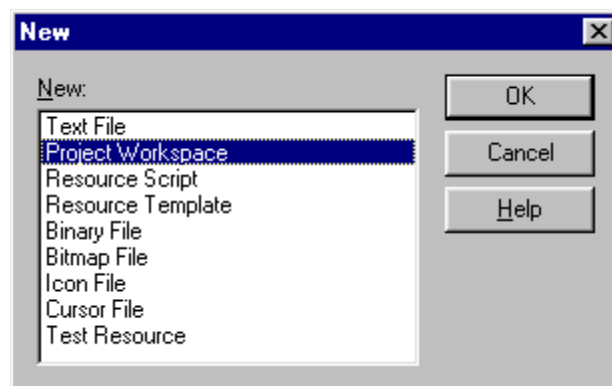 New
New:
Text File
Project Workspace
Resource Script
Resource Template
Binary File
Bitmap File
Icon File
Cursor File
Test Resource
OK
Cancel
Help